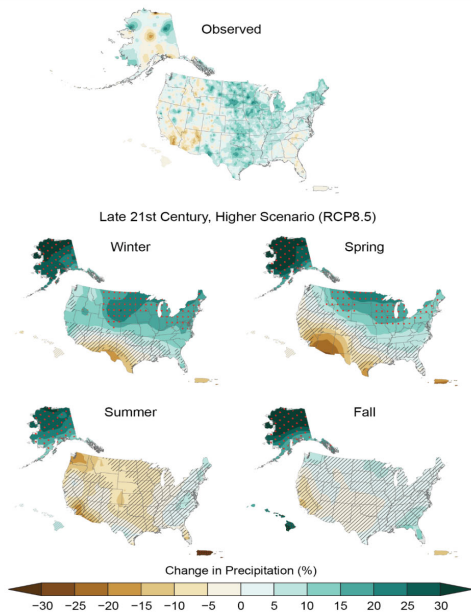 Observed
Late 21st Century, Higher Scenario (RCP8.5)
Winter
Spring
Summer
Fall
Change in Precipitation (%)
−30 −25 −20 −15 −10 −5 0 5 10 15 20 25 30